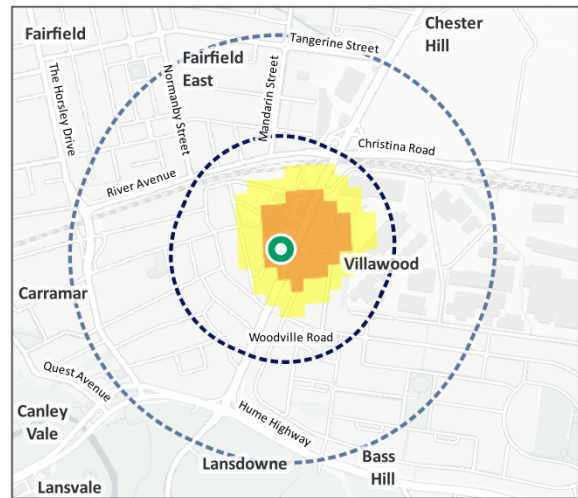 Chester
Hill
Fairfield
Tangerine Street
Fairfield
East
The Horsley Drive
Normanby Street
Mandarin Street
Christina Road
River Avenue
Villawood
Carramar
Woodville Road
Quest Avenue
Canley
Vale
Hume Highway
Lansdowne
Bass
Hill
Lansvale